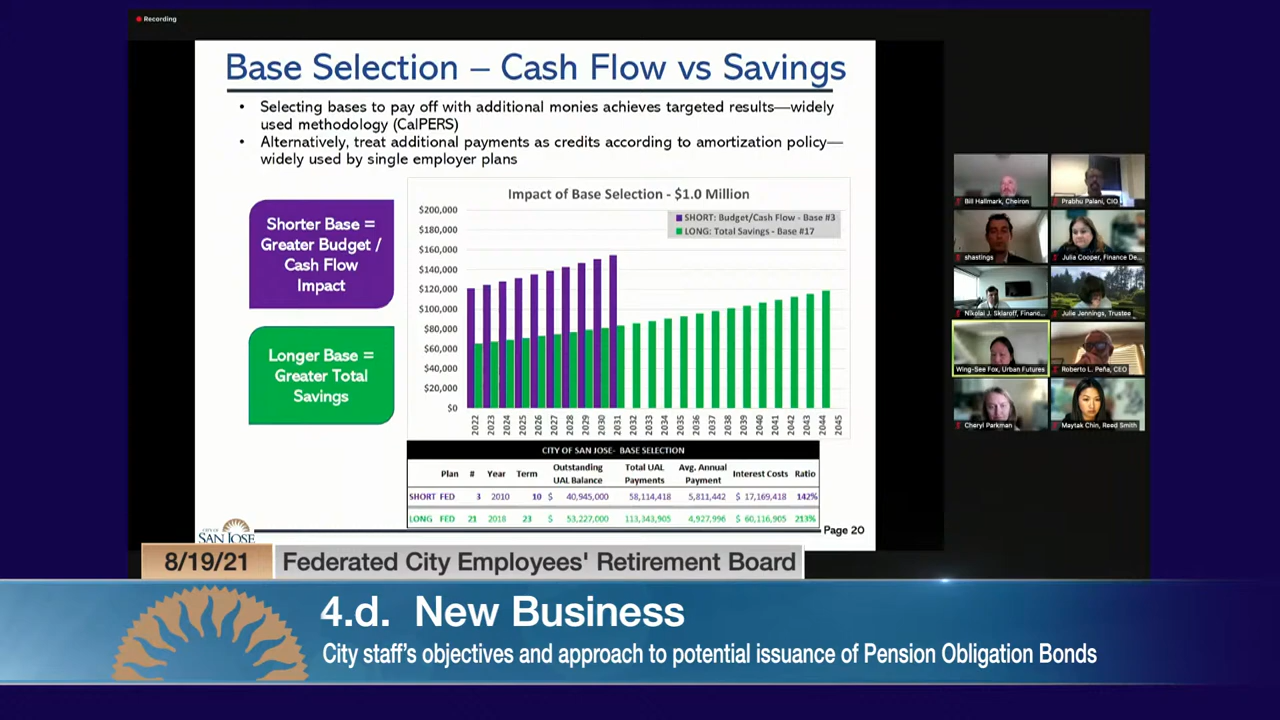 Recording
Base Selection – Cash Flow vs Savings
• Selecting bases to pay off with additional monies achieves targeted results—widely
used methodology (CalPERS)
• Alternatively, treat additional payments as credits according to amortization policy—
widely used by single employer plans
Shorter Base =
Greater Budget /
Cash Flow
Impact
Longer Base =
Greater Total
Savings
Impact of Base Selection - $1.0 Million
SHORT: Budget/Cash Flow - Base #3
LONG: Total Savings - Base #17
$200,000
$180,000
$160,000
$140,000
$120,000
$100,000
$80,000
$60,000
$40,000
$20,000
$0
2022 2023 2024 2025 2026 2027 2028 2029 2030 2031 2032 2033 2034 2035 2036 2037 2038 2039 2040 2041 2042 2043 2044 2045
CITY OF SAN JOSE- BASE SELECTION
Plan # Year Term Outstanding UAL Balance Total UAL Payments Avg. Annual Payment Interest Costs Ratio
SHORT FED 3 2010 10 $ 40,945,000 58,114,418 5,811,442 $ 17,169,418 142%
LONG FED 21 2018 23 $ 53,227,000 113,343,905 4,927,996 $ 60,116,905 213%
CITY OF
SAN JOSE
Page 20
Bill Hallmark, Cheiron
Prabhu Palani, CIO
shastings
Julia Cooper, Finance De...
Nikolai J. Sklaroff, Financ...
Julie Jennings, Trustee
Wing-See Fox, Urban Futures
Roberto L. Peña, CEO
Cheryl Parkman
Maytak Chin, Reed Smith
8/19/21 Federated City Employees' Retirement Board
4.d. New Business
City staff's objectives and approach to potential issuance of Pension Obligation Bonds